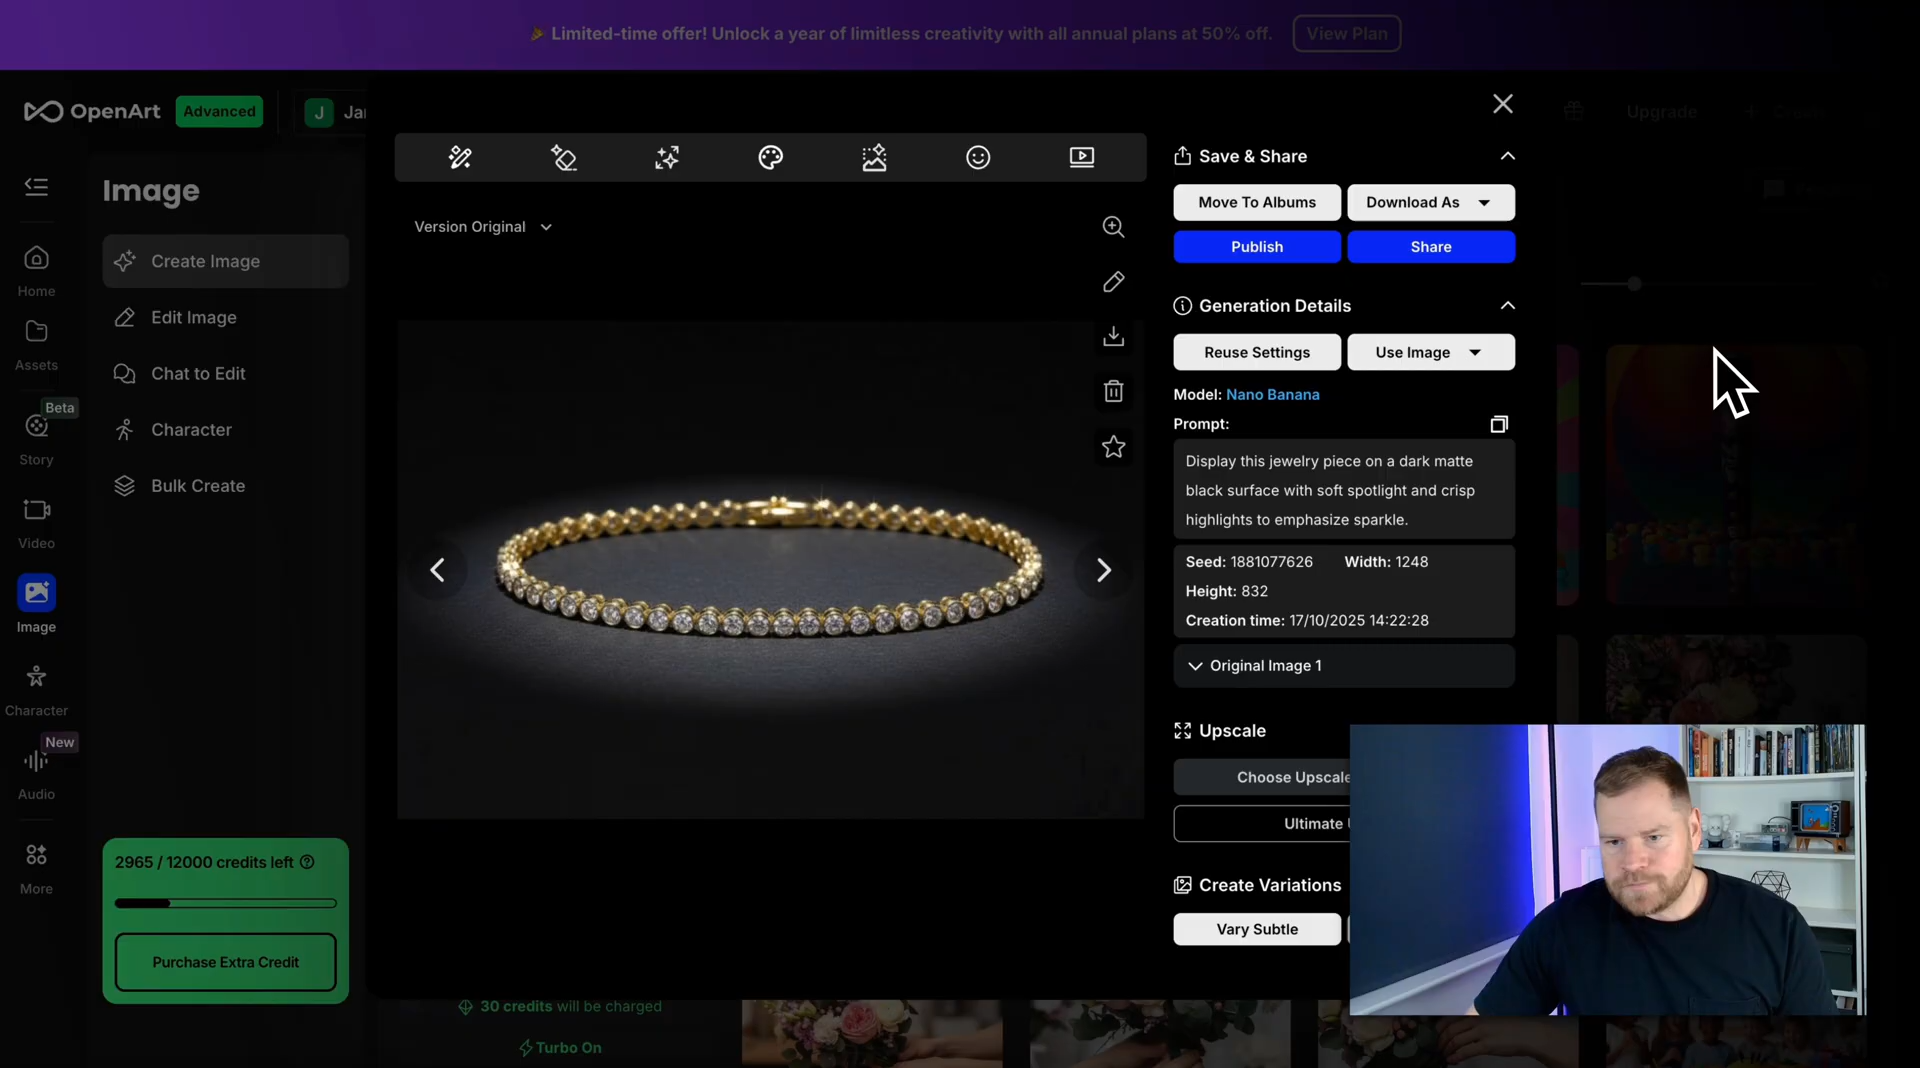 Limited-time offer! Unlock a year of limitless creativity with all annual plans at 50% off.
View Plan
OpenArt
Advanced
J
Jar
Upgrade
Image
Create Image
Edit Image
Chat to Edit
Character
Bulk Create
Home
Assets
Beta
Story
Video
Image
Character
New
Audio
More
2965 / 12000 credits left
Purchase Extra Credit
Version Original
Save & Share
Move To Albums
Download As
Publish
Share
Generation Details
Reuse Settings
Use Image
Model: Nano Banana
Prompt:
Display this jewelry piece on a dark matte
black surface with soft spotlight and crisp
highlights to emphasize sparkle.
Seed: 1881077626 Width: 1248
Height: 832
Creation time: 17/10/2025 14:22:28
Original Image 1
Upscale
Choose Upscale
Ultimate
Create Variations
Vary Subtle
30 credits will be charged
Turbo On